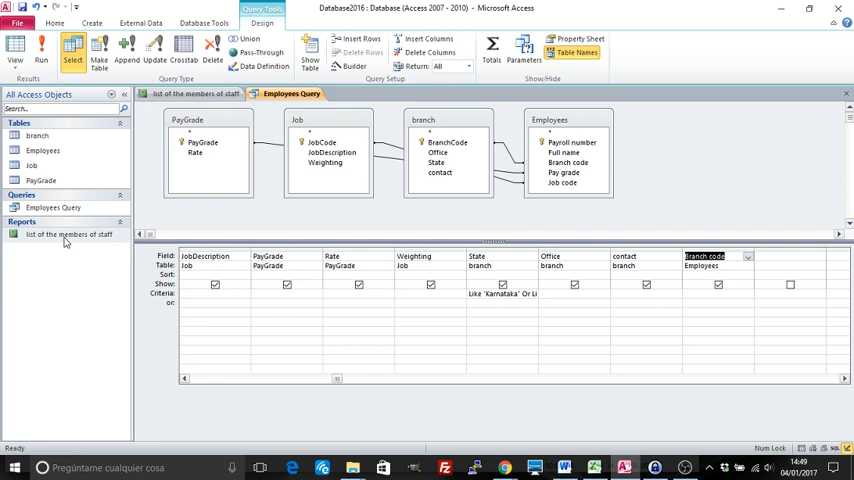 Query Tools
Database2016 : Database (Access 2007 - 2010) - Microsoft Access
File Home Create External Data Database Tools Design
View Run Select Make Table Append Update Crosstab Delete
Union
Pass-Through
Data Definition
Show Table
Insert Rows
Delete Rows
Builder
Insert Columns
Delete Columns
Return: All
Totals Parameters
Property Sheet
Table Names
Results Query Type Query Setup Show/Hide
All Access Objects
Search...
Tables
branch
Employees
Job
PayGrade
Queries
Employees Query
Reports
list of the members of staff
list of the members of staff Employees Query
PayGrade
*
PayGrade
Rate
Job
*
JobCode
JobDescription
Weighting
branch
*
BranchCode
Office
State
contact
Employees
*
Payroll number
Full name
Branch code
Pay grade
Job code
Field: JobDescription PayGrade Rate Weighting State Office contact Branch code
Table: Job PayGrade PayGrade Job branch branch branch Employees
Sort:
Show:
Criteria: Like "Karnataka" Or Li
or:
Ready
Num Lock
SQL
Pregúntame cualquier cosa
14:49
04/01/2017